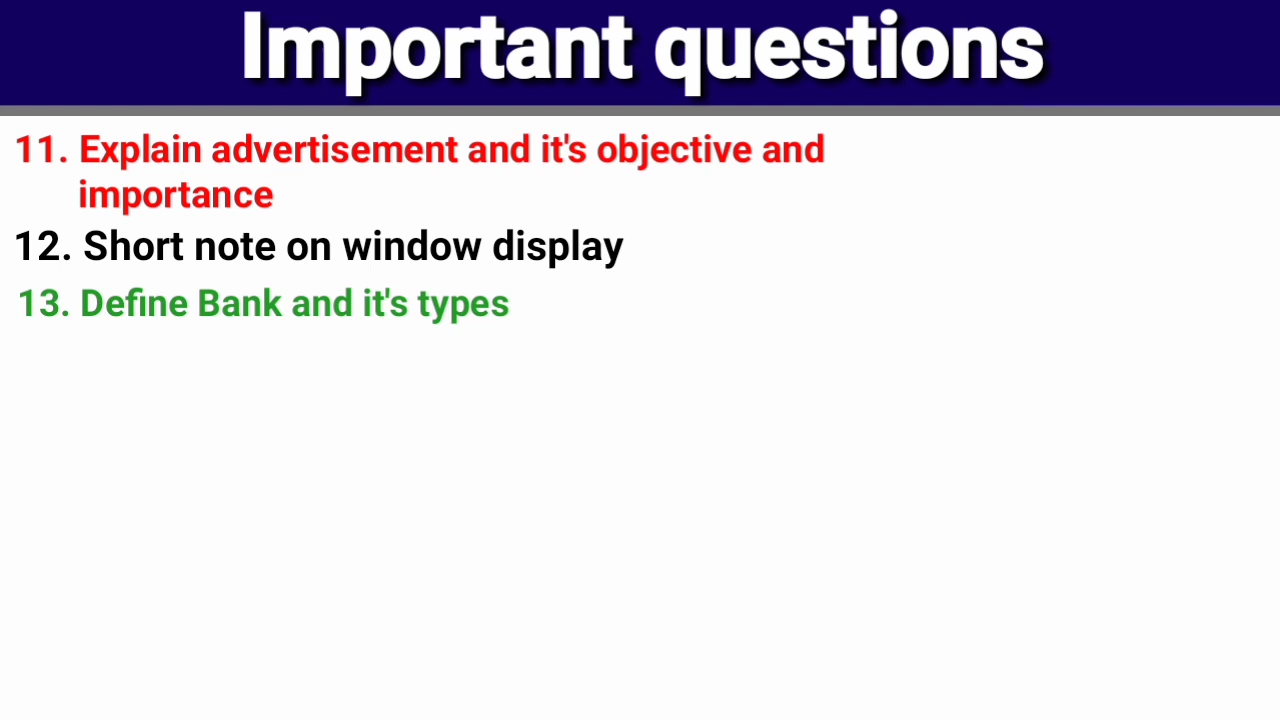 Important questions
11. Explain advertisement and it's objective and
importance
12. Short note on window display
13. Define Bank and it's types